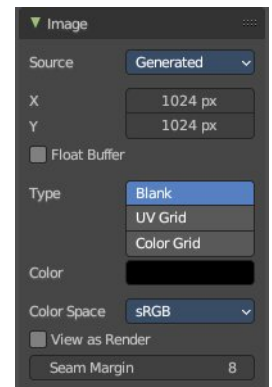 Image
Source Generated
X 1024 px
Y 1024 px
Float Buffer
Type Blank
UV Grid
Color Grid
Color
Color Space sRGB
View as Render
Seam Margin 8